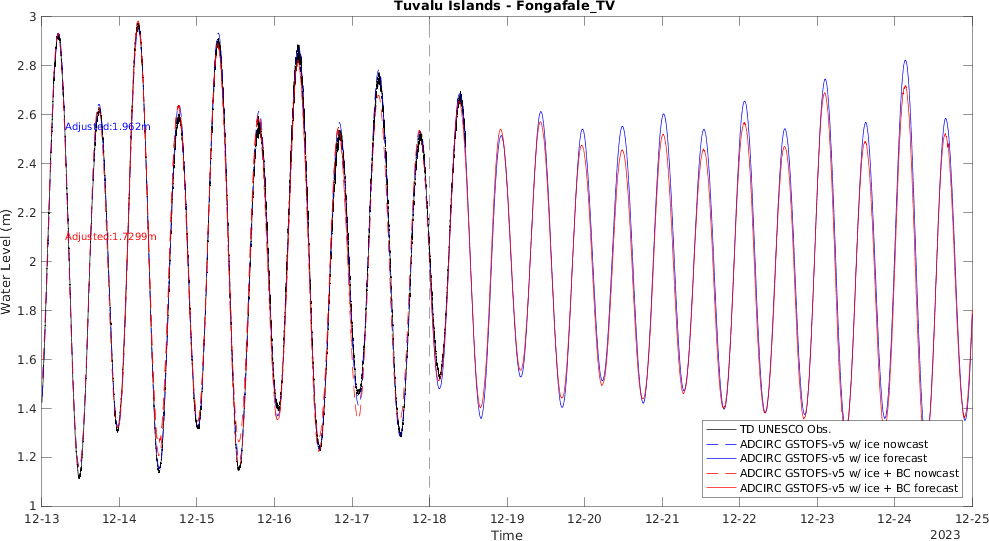 Tuvalu Islands - Fongafale_TV
Water Level (m)
3
2.8
2.6
2.4
2.2
2
1.8
1.6
1.4
1.2
1
Adjusted:1.962m
Adjusted:1.7299m
TD UNESCO Obs.
ADCIRC GSTOFS-v5 w/ ice nowcast
ADCIRC GSTOFS-v5 w/ ice forecast
ADCIRC GSTOFS-v5 w/ ice + BC nowcast
ADCIRC GSTOFS-v5 w/ ice + BC forecast
12-13 12-14 12-15 12-16 12-17 12-18 12-19 12-20 12-21 12-22 12-23 12-24 12-25
Time
2023